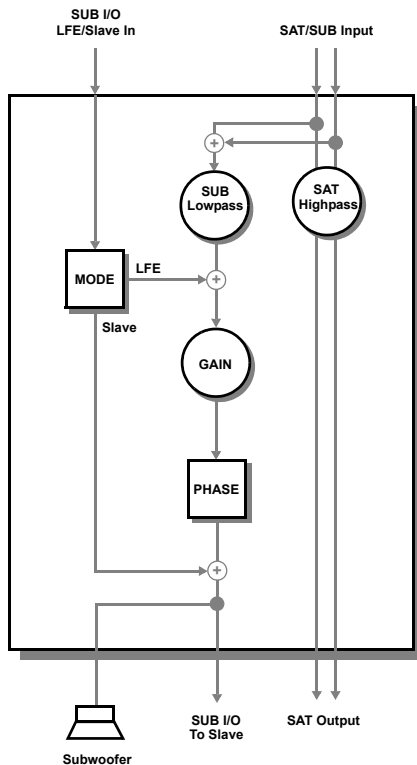 SUB I/O
LFE/Slave In
SAT/SUB Input
+
SUB
Lowpass
SAT
Highpass
MODE
LFE
+
Slave
GAIN
PHASE
+
SUB I/O
To Slave
SAT Output
Subwoofer